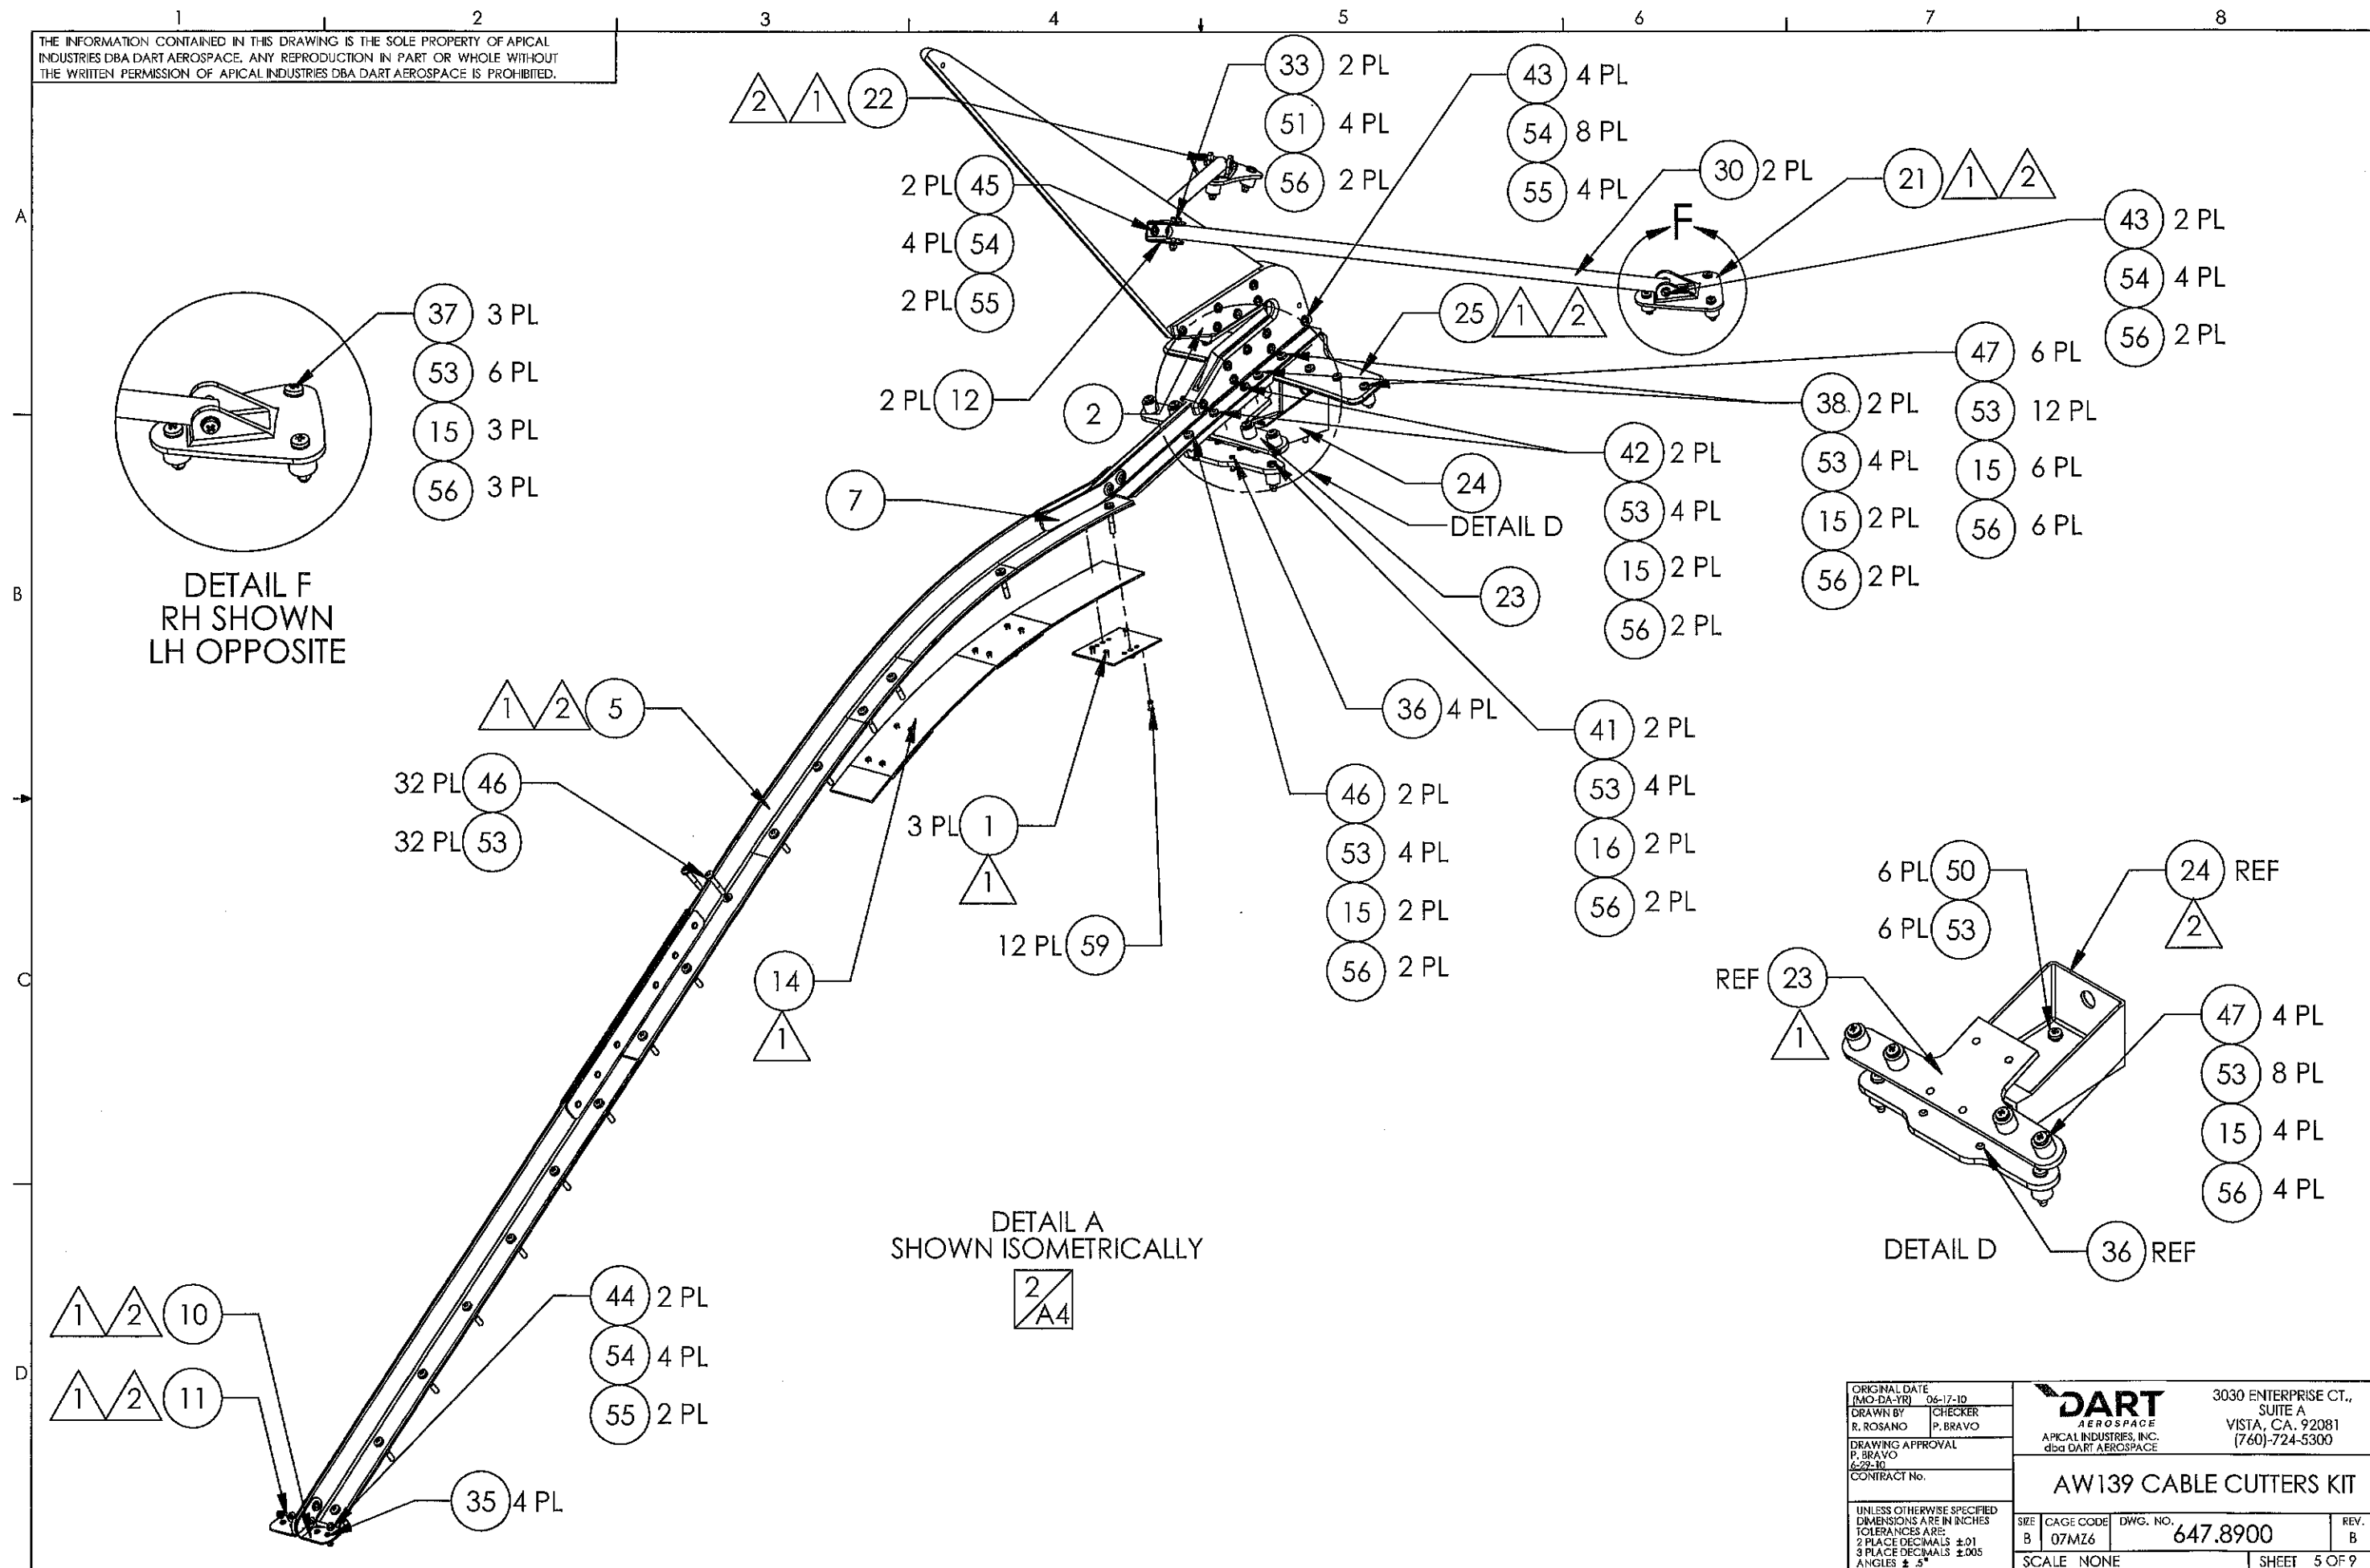 1 2 3 4 5 6 7 8
THE INFORMATION CONTAINED IN THIS DRAWING IS THE SOLE PROPERTY OF APICAL
INDUSTRIES DBA DART AEROSPACE. ANY REPRODUCTION IN PART OR WHOLE WITHOUT
THE WRITTEN PERMISSION OF APICAL INDUSTRIES DBA DART AEROSPACE IS PROHIBITED.
A
B
C
D
2 1 22
33 2 PL
51 4 PL
56 2 PL
43 4 PL
54 8 PL
55 4 PL
30 2 PL
21 1 2
F
43 2 PL
54 4 PL
56 2 PL
2 PL 45
4 PL 54
2 PL 55
2 PL 12
25 1 2
47 6 PL
53 12 PL
15 6 PL
56 6 PL
38. 2 PL
53 4 PL
15 2 PL
56 2 PL
42 2 PL
53 4 PL
15 2 PL
56 2 PL
37 3 PL
53 6 PL
15 3 PL
56 3 PL
DETAIL F
RH SHOWN
LH OPPOSITE
2
7
24
DETAIL D
23
36 4 PL
41 2 PL
53 4 PL
16 2 PL
56 2 PL
46 2 PL
53 4 PL
15 2 PL
56 2 PL
1 2 5
32 PL 46
32 PL 53
3 PL 1
1
12 PL 59
14
1
6 PL 50
6 PL 53
24 REF
2
REF 23
1
47 4 PL
53 8 PL
15 4 PL
56 4 PL
DETAIL D
36 REF
DETAIL A
SHOWN ISOMETRICALLY
2/A4
1 2 10
1 2 11
44 2 PL
54 4 PL
55 2 PL
35 4 PL
ORIGINAL DATE
(MO-DA-YR) 06-17-10
DRAWN BY
R. ROSANO
CHECKER
P. BRAVO
DRAWING APPROVAL
P. BRAVO
6-29-10
CONTRACT No.
UNLESS OTHERWISE SPECIFIED
DIMENSIONS ARE IN INCHES
TOLERANCES ARE:
2 PLACE DECIMALS ±.01
3 PLACE DECIMALS ±.005
ANGLES ± .5°
DART
AEROSPACE
APICAL INDUSTRIES, INC.
dba DART AEROSPACE
3030 ENTERPRISE CT.,
SUITE A
VISTA, CA. 92081
(760)-724-5300
AW139 CABLE CUTTERS KIT
SIZE
B
CAGE CODE
07MZ6
DWG. NO.
647.8900
REV.
B
SCALE NONE
SHEET 5 OF 9